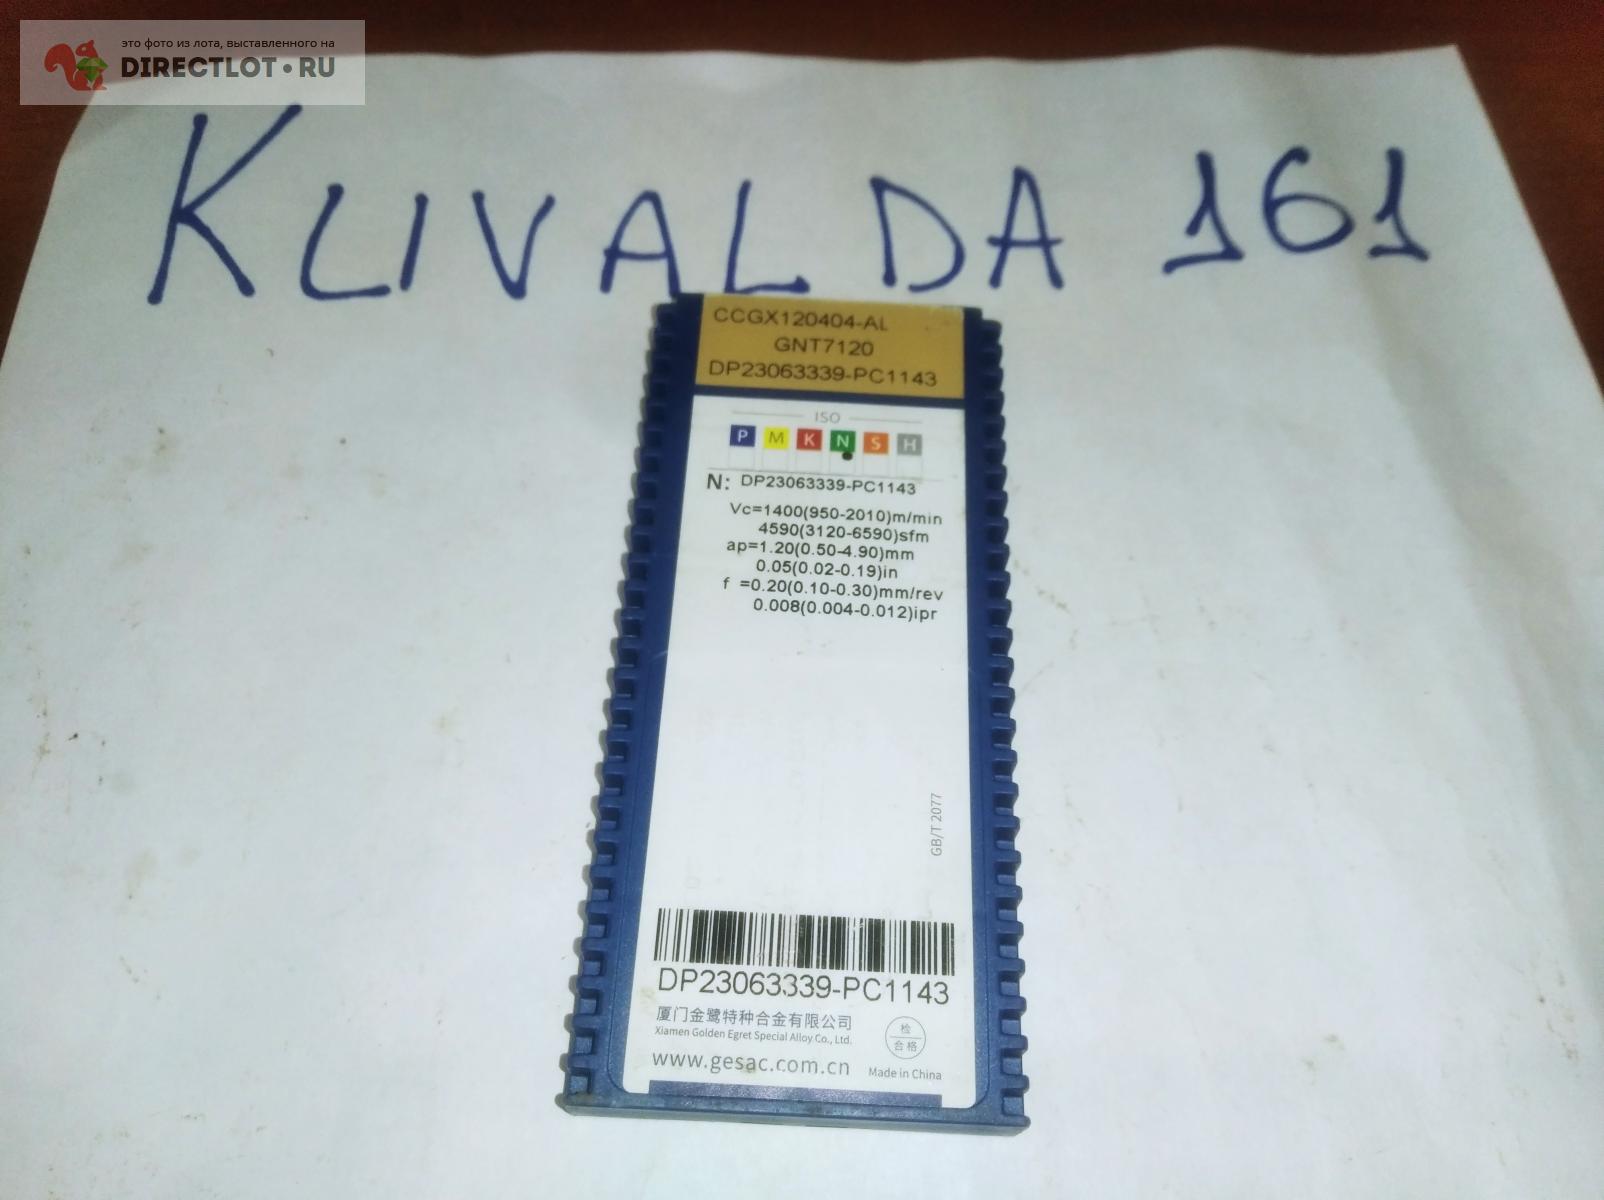 это фото из лота, выставленного на
DIRECTLOT•RU
KLIVALDA 161
CCGX120404-AL
GNT7120
DP23063339-PC1143
ISO
P M K N S H
N: DP23063339-PC1143
Vc=1400(950-2010)m/min
4590(3120-6590)sfm
ap=1.20(0.50-4.90)mm
0.05(0.02-0.19)in
f =0.20(0.10-0.30)mm/rev
0.008(0.004-0.012)ipr
GB/T 2077
DP23063339-PC1143
厦门金鹭特种合金有限公司
Xiamen Golden Egret Special Alloy Co., Ltd.
检
合格
www.gesac.com.cn
Made in China